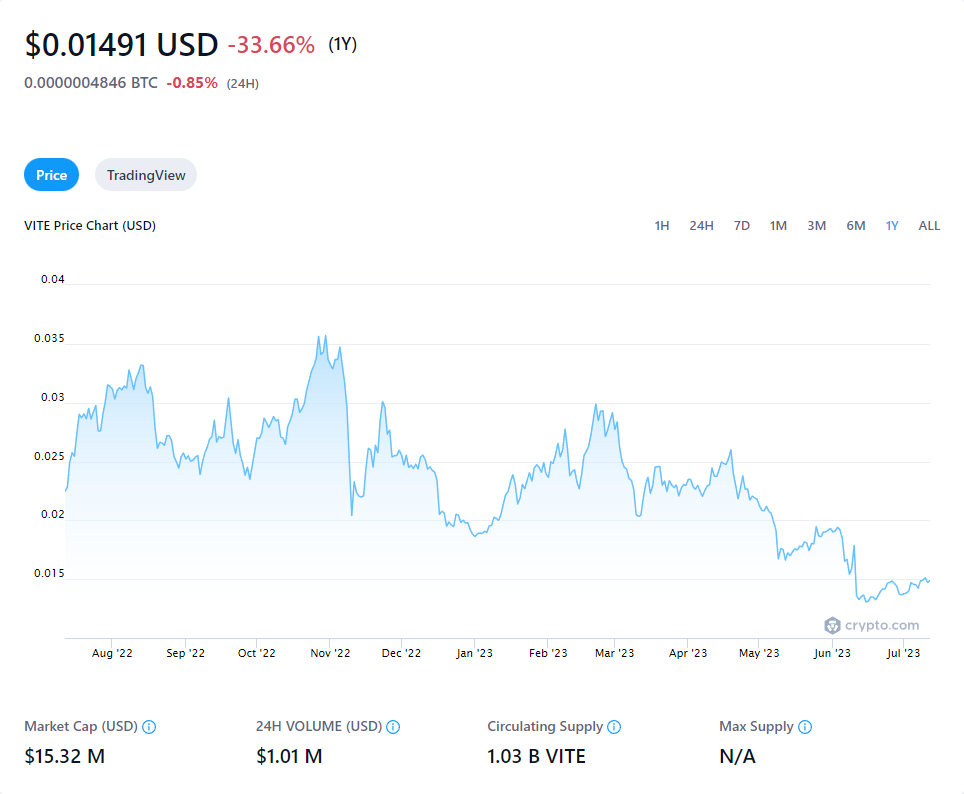 $0.01491 USD -33.66% (1Y)
0.0000004846 BTC -0.85% (24H)
Price TradingView
VITE Price Chart (USD) 1H 24H 7D 1M 3M 6M 1Y ALL
0.04
0.035
0.03
0.025
0.02
0.015
crypto.com
Aug '22 Sep '22 Oct '22 Nov '22 Dec '22 Jan '23 Feb '23 Mar '23 Apr '23 May '23 Jun '23 Jul '23
Market Cap (USD) 24H VOLUME (USD) Circulating Supply Max Supply
$15.32 M $1.01 M 1.03 B VITE N/A